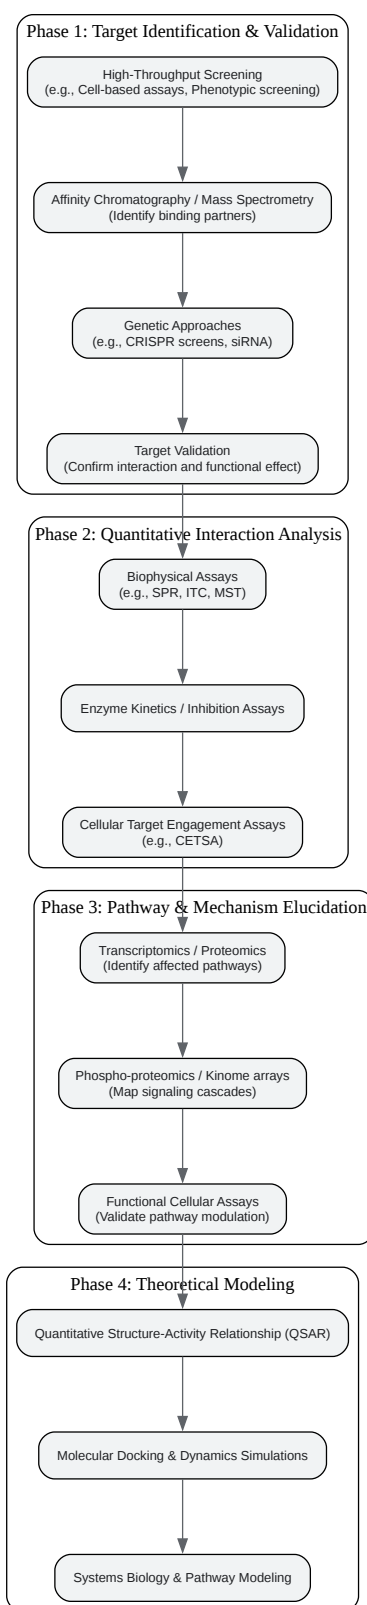 Phase 1: Target Identification & Validation
High-Throughput Screening
(e.g., Cell-based assays, Phenotypic screening)
Affinity Chromatography / Mass Spectrometry
(Identify binding partners)
Genetic Approaches
(e.g., CRISPR screens, siRNA)
Target Validation
(Confirm interaction and functional effect)
Phase 2: Quantitative Interaction Analysis
Biophysical Assays
(e.g., SPR, ITC, MST)
Enzyme Kinetics / Inhibition Assays
Cellular Target Engagement Assays
(e.g., CETSA)
Phase 3: Pathway & Mechanism Elucidation
Transcriptomics / Proteomics
(Identify affected pathways)
Phospho-proteomics / Kinome arrays
(Map signaling cascades)
Functional Cellular Assays
(Validate pathway modulation)
Phase 4: Theoretical Modeling
Quantitative Structure-Activity Relationship (QSAR)
Molecular Docking & Dynamics Simulations
Systems Biology & Pathway Modeling